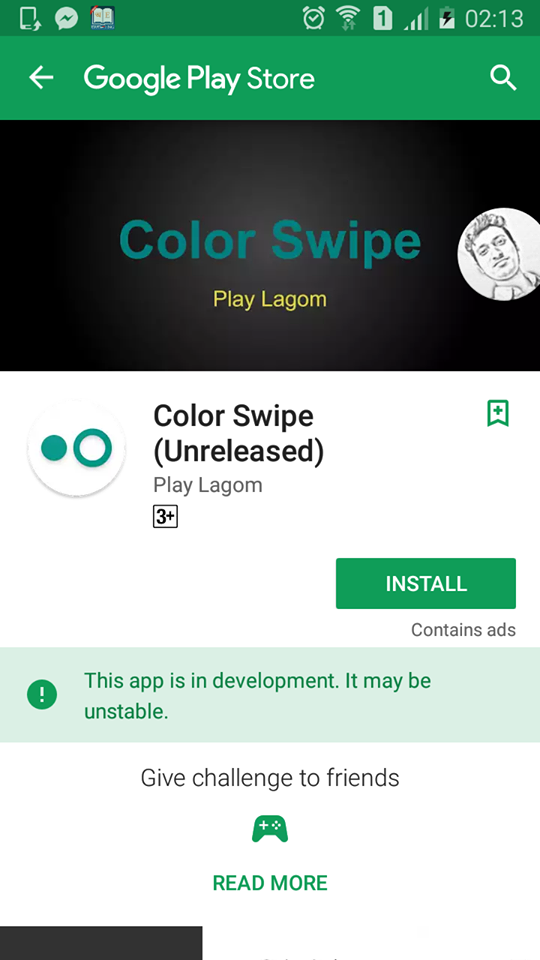 1
02:13
Google Play Store
Color Swipe
Play Lagom
Color Swipe
(Unreleased)
Play Lagom
3+
INSTALL
Contains ads
This app is in development. It may be
unstable.
Give challenge to friends
READ MORE